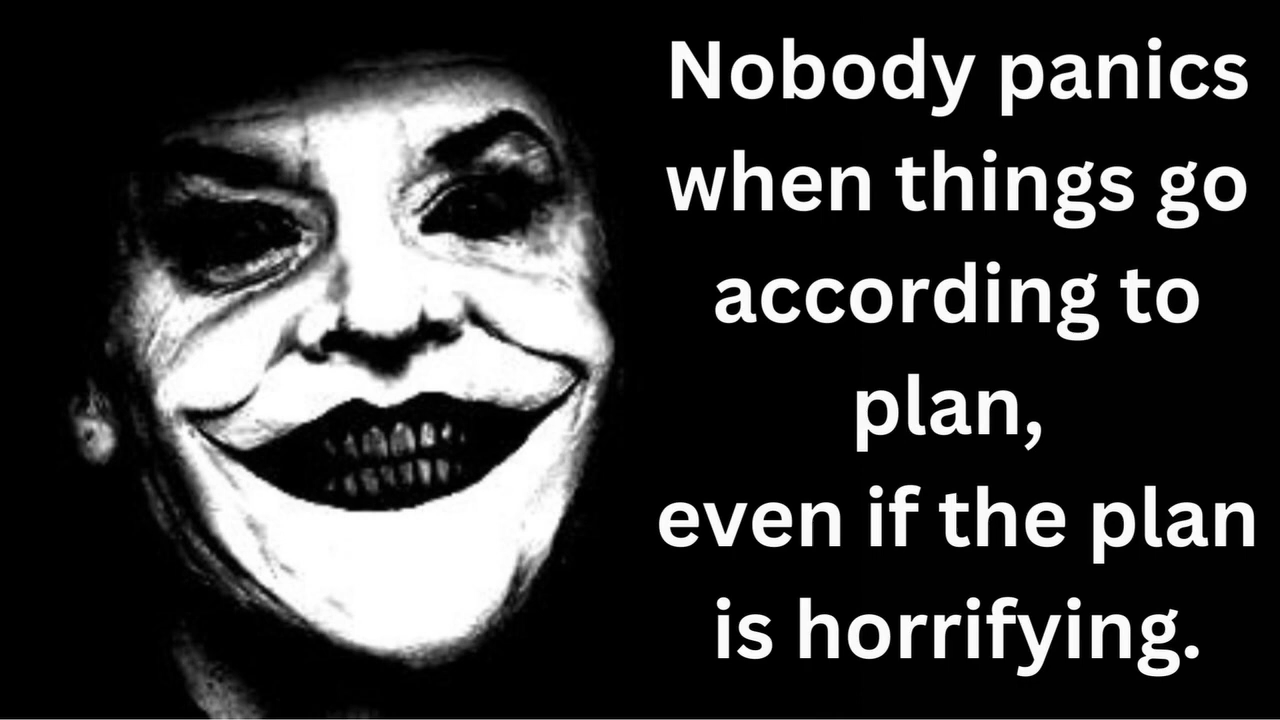 Nobody panics
when things go
according to
plan,
even if the plan
is horrifying.